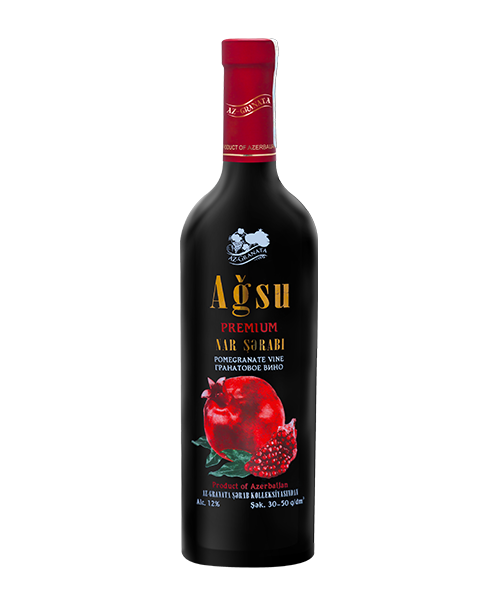 AZ-GRANATA
PRODUCT OF AZERBAIJAN
AZ-GRANATA
Ağsu
PREMIUM
NAR ŞƏRABI
POMEGRANATE VINE
ГРАНАТОВОЕ ВИНО
Product of Azerbaijan
AZ-GRANATA ŞƏRAB KOLLEKSİYASINDAN
Alc. 12% Şək. 30-50 q/dm³